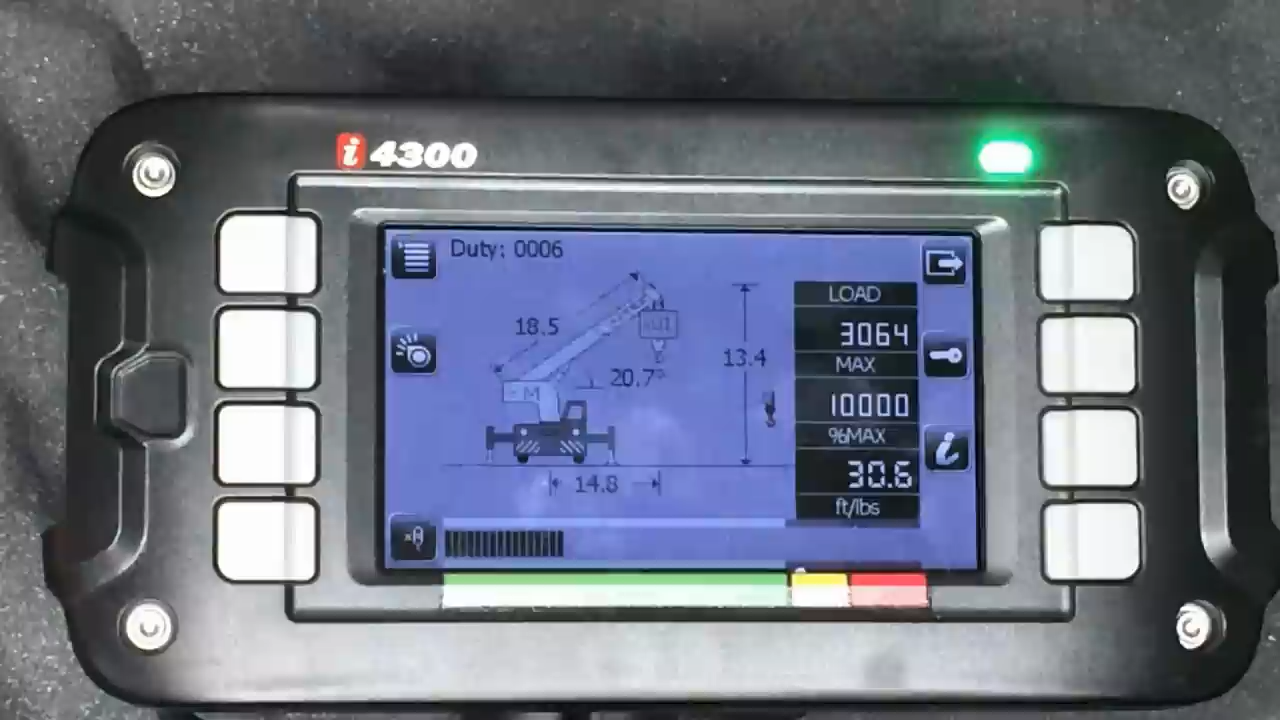 i 4300
Duty: 0006
LOAD
18.5
3064
13.4
MAX
20.7°
M
10000
%MAX
30.6
14.8
ft/lbs